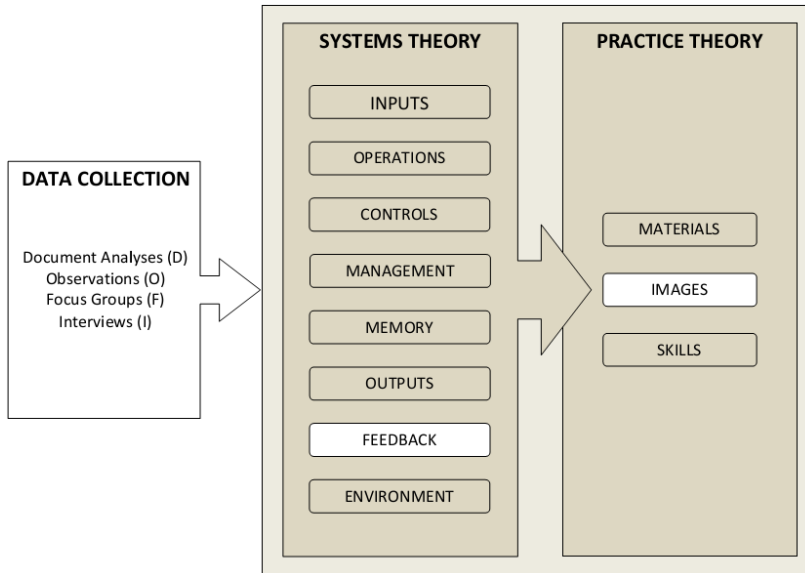 DATA COLLECTION
Document Analyses (D)
Observations (O)
Focus Groups (F)
Interviews (I)
SYSTEMS THEORY
INPUTS
OPERATIONS
CONTROLS
MANAGEMENT
MEMORY
OUTPUTS
FEEDBACK
ENVIRONMENT
PRACTICE THEORY
MATERIALS
IMAGES
SKILLS